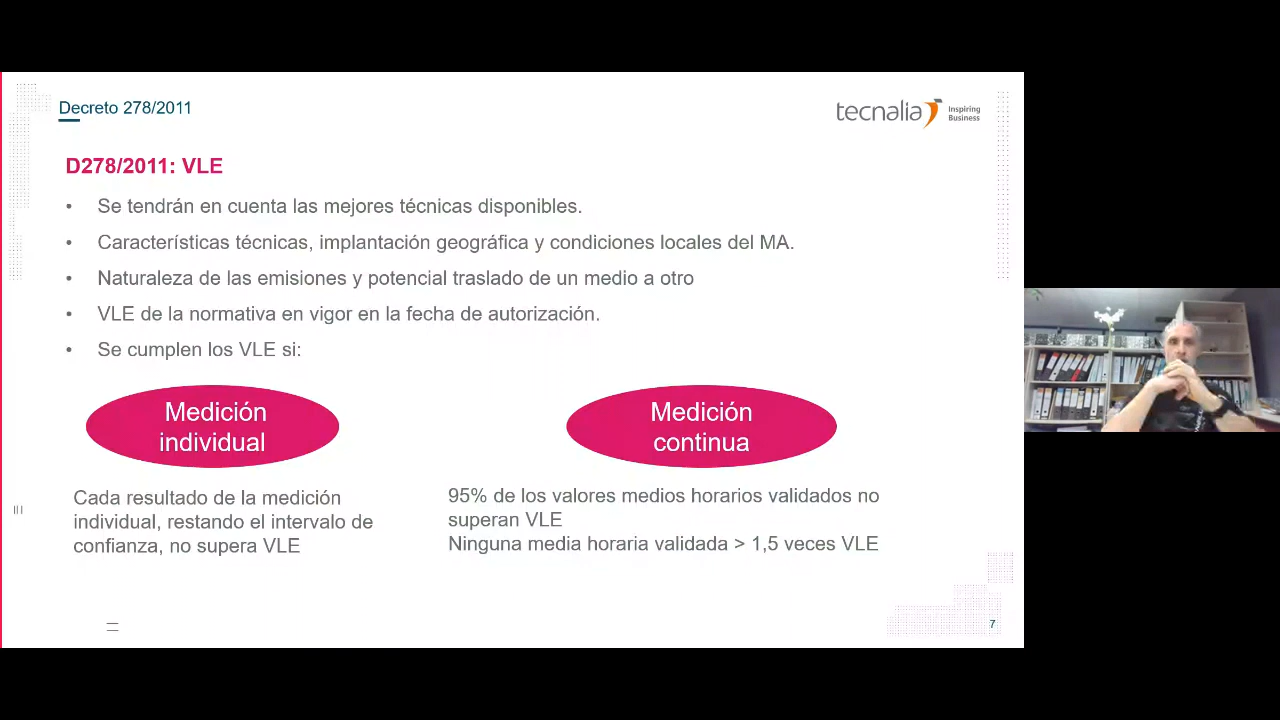 Decreto 278/2011
tecnalia
Inspiring
Business
D278/2011: VLE
• Se tendrán en cuenta las mejores técnicas disponibles.
• Características técnicas, implantación geográfica y condiciones locales del MA.
• Naturaleza de las emisiones y potencial traslado de un medio a otro
• VLE de la normativa en vigor en la fecha de autorización.
• Se cumplen los VLE si:
Medición
individual
Medición
continua
Cada resultado de la medición
individual, restando el intervalo de
confianza, no supera VLE
95% de los valores medios horarios validados no
superan VLE
Ninguna media horaria validada > 1,5 veces VLE
7